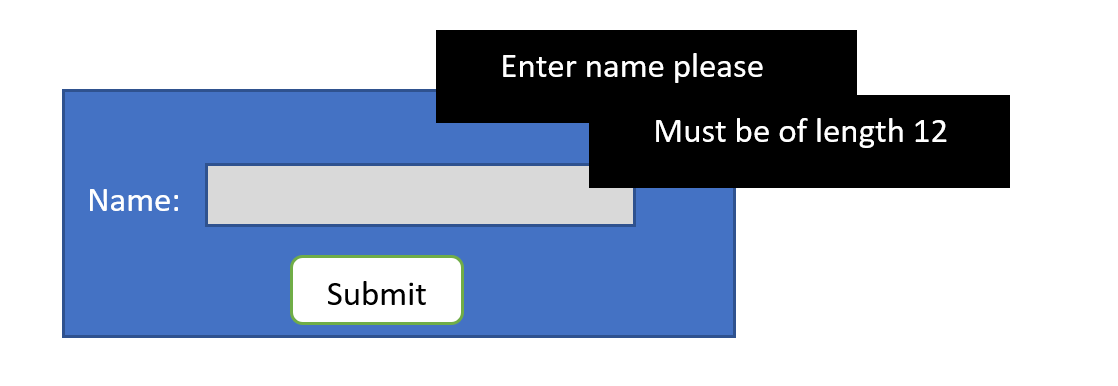 Enter name please
Must be of length 12
Name:
Submit